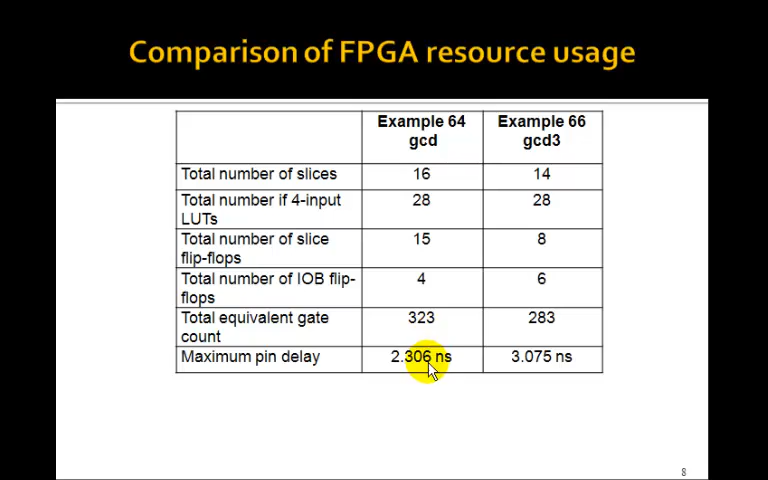 Comparison of FPGA resource usage
Example 64 Example 66
gcd gcd3
Total number of slices 16 14
Total number if 4-input 28 28
LUTs
Total number of slice 15 8
flip-flops
Total number of IOB flip- 4 6
flops
Total equivalent gate 323 283
count
Maximum pin delay 2.306 ns 3.075 ns
8